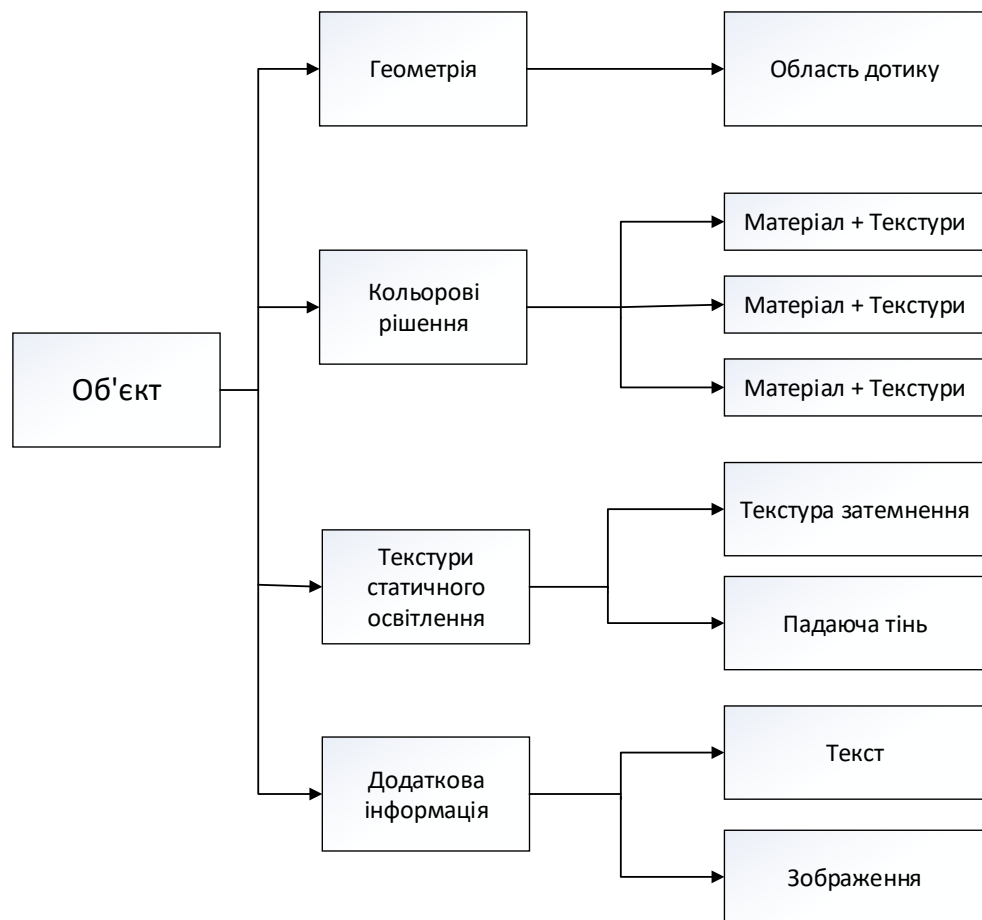 Геометрія
Область дотику
Кольорові
рішення
Матеріал + Текстури
Матеріал + Текстури
Матеріал + Текстури
Об'єкт
Текстури
статичного
освітлення
Текстура затемнення
Падаюча тінь
Додаткова
інформація
Текст
Зображення